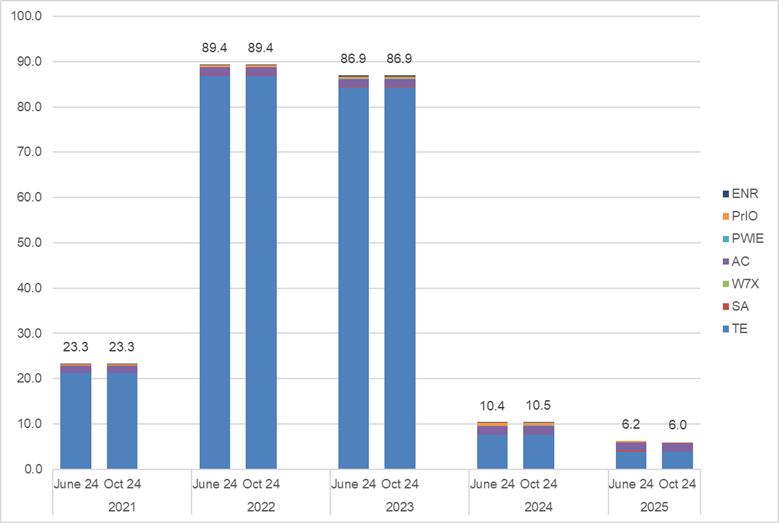 100.0
90.0
80.0
70.0
60.0
50.0
40.0
30.0
20.0
10.0
0.0
23.3 23.3
89.4 89.4
86.9 86.9
10.4 10.5
6.2 6.0
June 24 Oct 24 June 24 Oct 24 June 24 Oct 24 June 24 Oct 24 June 24 Oct 24
2021 2022 2023 2024 2025
ENR
PrIO
PWIE
AC
W7X
SA
TE